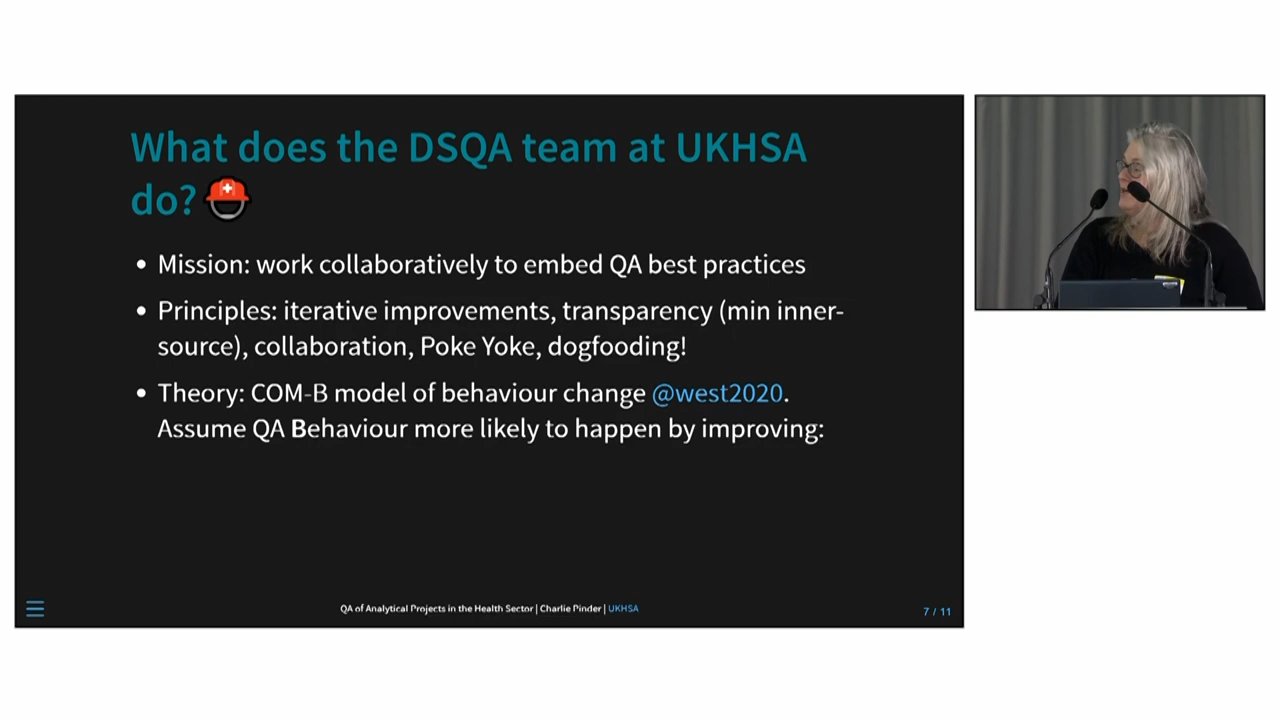 What does the DSQA team at UKHSA
do?
• Mission: work collaboratively to embed QA best practices
• Principles: iterative improvements, transparency (min inner-
source), collaboration, Poke Yoke, dogfooding!
• Theory: COM-B model of behaviour change @west2020.
Assume QA Behaviour more likely to happen by improving:
QA of Analytical Projects in the Health Sector | Charlie Pinder | UKHSA
7 / 11